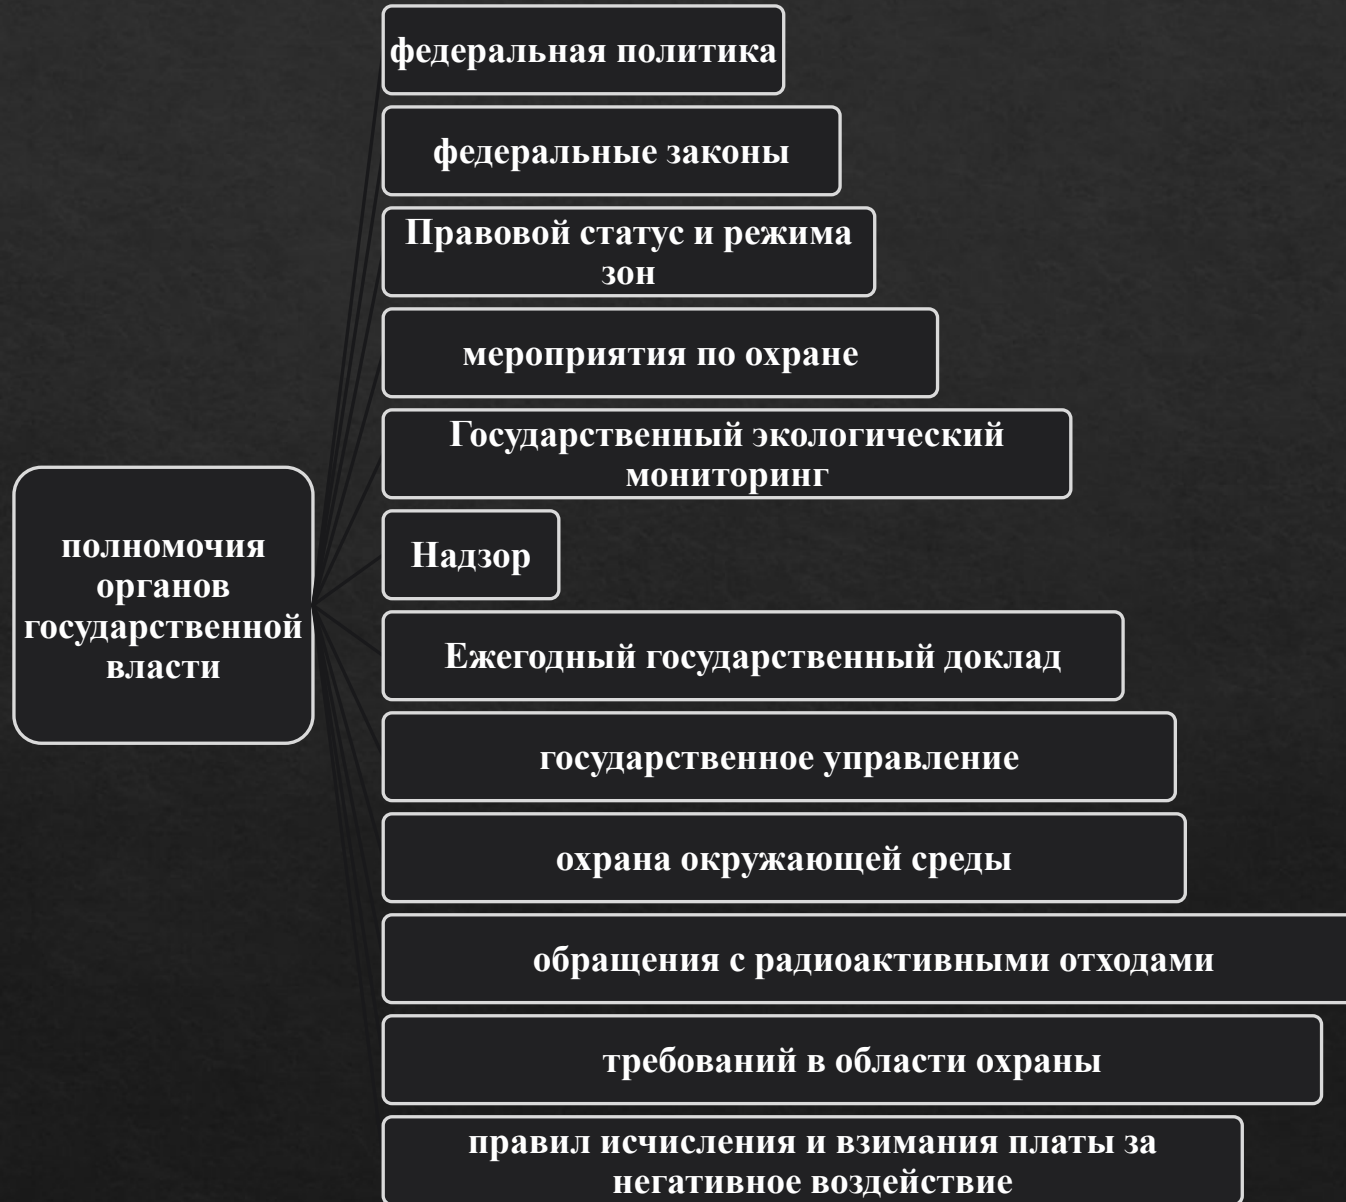 полномочия
органов
государственной
власти
федеральная политика
федеральные законы
Правовой статус и режима
зон
мероприятия по охране
Государственный экологический
мониторинг
Надзор
Ежегодный государственный доклад
государственное управление
охрана окружающей среды
обращения с радиоактивными отходами
требований в области охраны
правил исчисления и взимания платы за
негативное воздействие